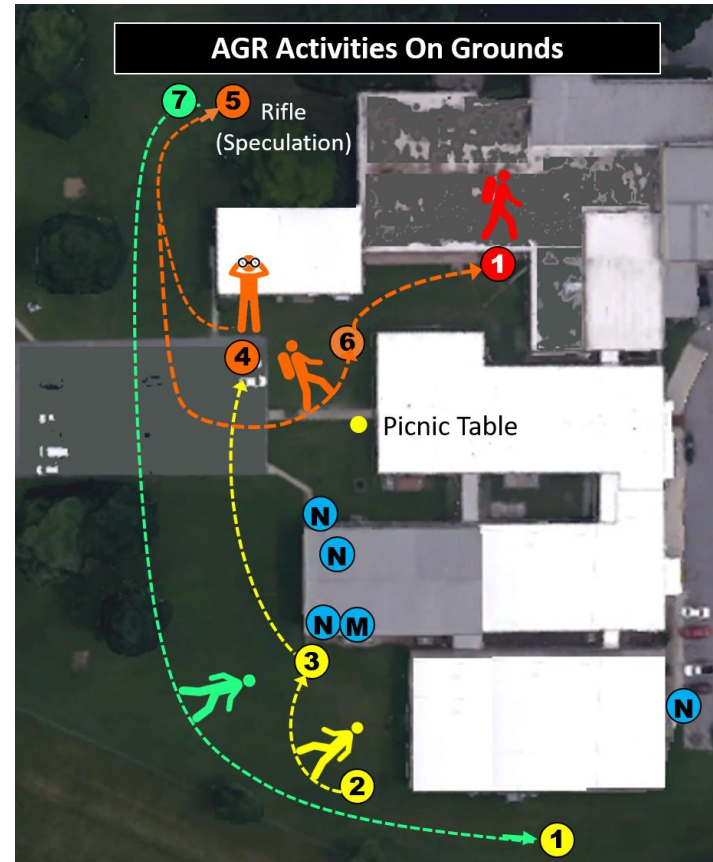 AGR Activities On Grounds
7
5
Rifle
(Speculation)
1
4
6
Picnic Table
N
N
N
M
3
N
2
1